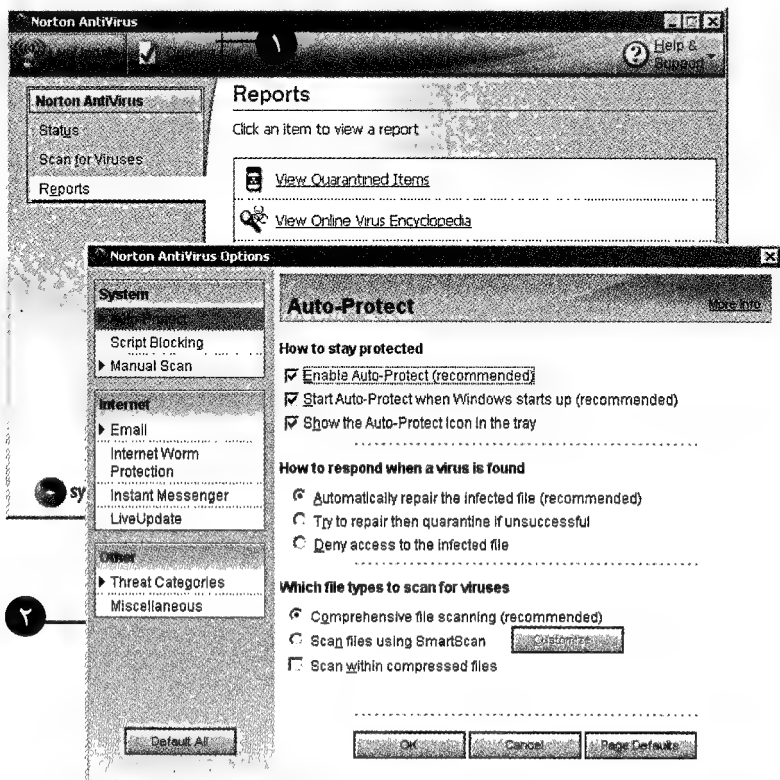 Norton AntiVirus
١
Help &
Support
Norton AntiVirus
Status
Scan for Viruses
Reports
Reports
Click an item to view a report
View Quarantined Items
View Online Virus Encyclopedia
sy
٢
Norton AntiVirus Options
System
Script Blocking
Manual Scan
Internet
Email
Internet Worm
Protection
Instant Messenger
LiveUpdate
Other
Threat Categories
Miscellaneous
Default All
Auto-Protect
More Info
How to stay protected
Enable Auto-Protect (recommended)
Start Auto-Protect when Windows starts up (recommended)
Show the Auto-Protect icon in the tray
How to respond when a virus is found
Automatically repair the infected file (recommended)
Try to repair then quarantine if unsuccessful
Deny access to the infected file
Which file types to scan for viruses
Comprehensive file scanning (recommended)
Scan files using SmartScan
Customize
Scan within compressed files
OK
Cancel
Page Defaults